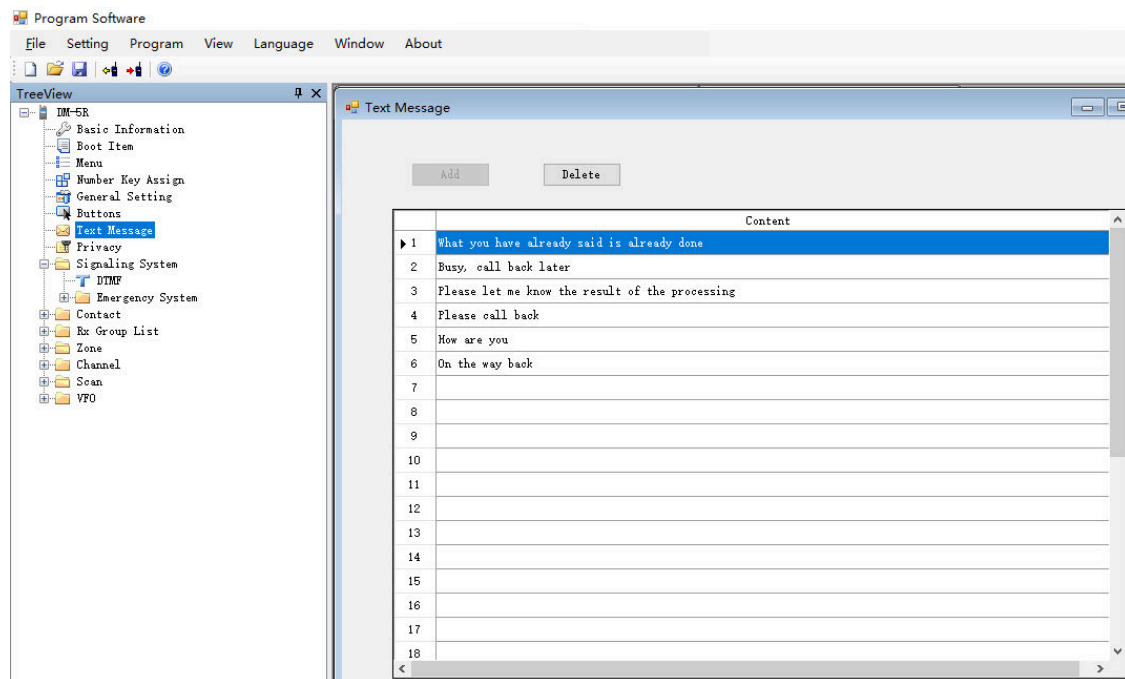 Program Software
File Setting Program View Language Window About
TreeView
DM-5R
Basic Information
Boot Item
Menu
Number Key Assign
General Setting
Buttons
Text Message
Privacy
Signaling System
DTMF
Emergency System
Contact
Rx Group List
Zone
Channel
Scan
VFO
Text Message
Add Delete
Content
1 What you have already said is already done
2 Busy, call back later
3 Please let me know the result of the processing
4 Please call back
5 How are you
6 On the way back
7
8
9
10
11
12
13
14
15
16
17
18